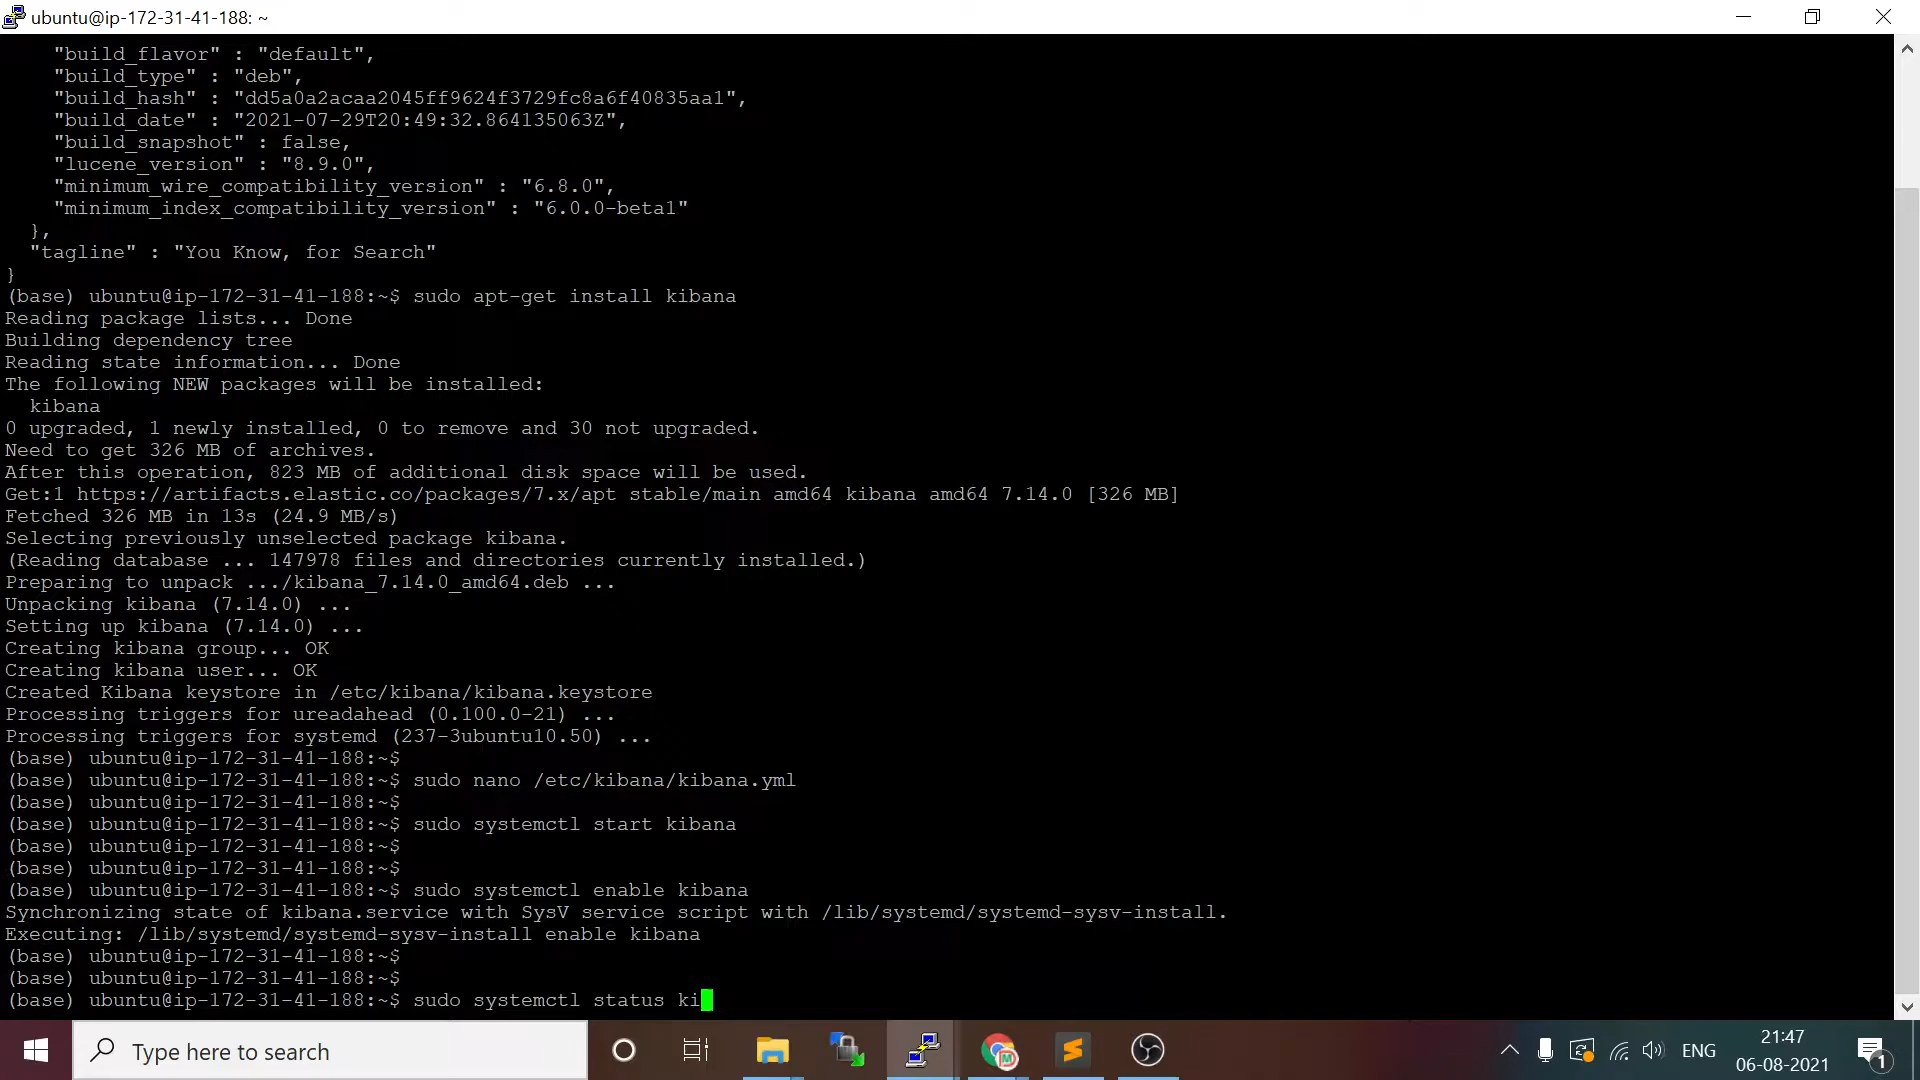 ubuntu@ip-172-31-41-188: ~
    "build_flavor" : "default",
    "build_type" : "deb",
    "build_hash" : "dd5a0a2acaa2045ff9624f3729fc8a6f40835aa1",
    "build_date" : "2021-07-29T20:49:32.864135063Z",
    "build_snapshot" : false,
    "lucene_version" : "8.9.0",
    "minimum_wire_compatibility_version" : "6.8.0",
    "minimum_index_compatibility_version" : "6.0.0-beta1"
  },
  "tagline" : "You Know, for Search"
}
(base) ubuntu@ip-172-31-41-188:~$ sudo apt-get install kibana
Reading package lists... Done
Building dependency tree
Reading state information... Done
The following NEW packages will be installed:
  kibana
0 upgraded, 1 newly installed, 0 to remove and 30 not upgraded.
Need to get 326 MB of archives.
After this operation, 823 MB of additional disk space will be used.
Get:1 https://artifacts.elastic.co/packages/7.x/apt stable/main amd64 kibana amd64 7.14.0 [326 MB]
Fetched 326 MB in 13s (24.9 MB/s)
Selecting previously unselected package kibana.
(Reading database ... 147978 files and directories currently installed.)
Preparing to unpack .../kibana_7.14.0_amd64.deb ...
Unpacking kibana (7.14.0) ...
Setting up kibana (7.14.0) ...
Creating kibana group... OK
Creating kibana user... OK
Created Kibana keystore in /etc/kibana/kibana.keystore
Processing triggers for ureadahead (0.100.0-21) ...
Processing triggers for systemd (237-3ubuntu10.50) ...
(base) ubuntu@ip-172-31-41-188:~$
(base) ubuntu@ip-172-31-41-188:~$ sudo nano /etc/kibana/kibana.yml
(base) ubuntu@ip-172-31-41-188:~$
(base) ubuntu@ip-172-31-41-188:~$ sudo systemctl start kibana
(base) ubuntu@ip-172-31-41-188:~$
(base) ubuntu@ip-172-31-41-188:~$
(base) ubuntu@ip-172-31-41-188:~$ sudo systemctl enable kibana
Synchronizing state of kibana.service with SysV service script with /lib/systemd/systemd-sysv-install.
Executing: /lib/systemd/systemd-sysv-install enable kibana
(base) ubuntu@ip-172-31-41-188:~$
(base) ubuntu@ip-172-31-41-188:~$
(base) ubuntu@ip-172-31-41-188:~$ sudo systemctl status ki
Type here to search
ENG
21:47
06-08-2021
1